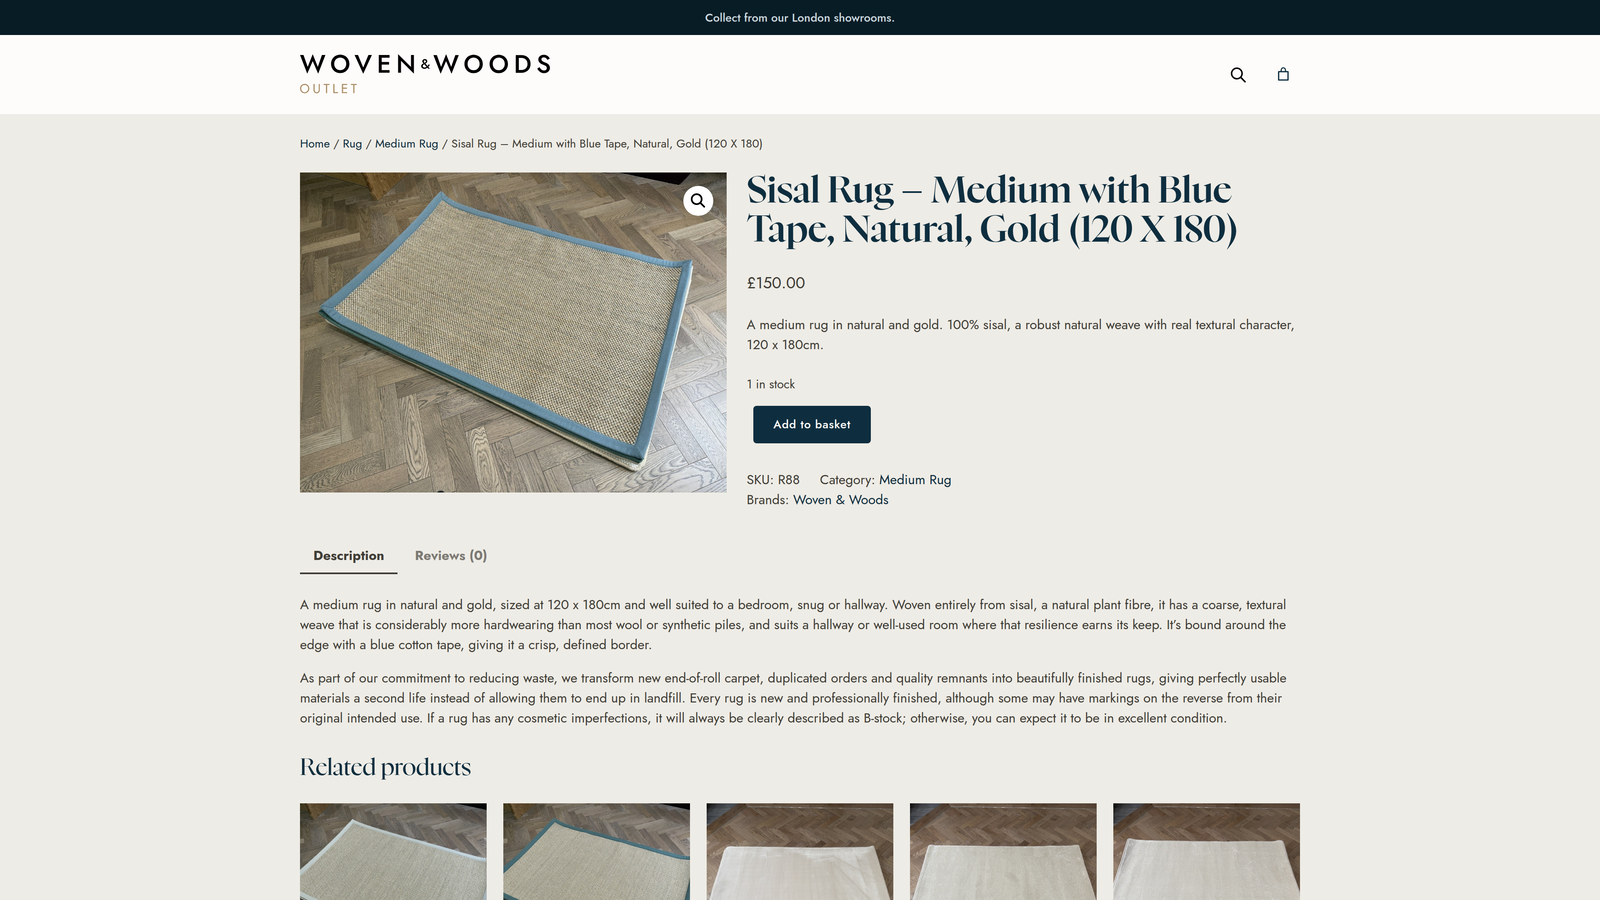 Collect from our London showrooms.
WOVEN & WOODS
OUTLET
Home / Rug / Medium Rug / Sisal Rug – Medium with Blue Tape, Natural, Gold (120 X 180)
Sisal Rug – Medium with Blue
Tape, Natural, Gold (120 X 180)
£150.00
A medium rug in natural and gold. 100% sisal, a robust natural weave with real textural character,
120 x 180cm.
1 in stock
Add to basket
SKU: R88 Category: Medium Rug
Brands: Woven & Woods
Description Reviews (0)
A medium rug in natural and gold, sized at 120 x 180cm and well suited to a bedroom, snug or hallway. Woven entirely from sisal, a natural plant fibre, it has a coarse, textural
weave that is considerably more hardwearing than most wool or synthetic piles, and suits a hallway or well-used room where that resilience earns its keep. It’s bound around the
edge with a blue cotton tape, giving it a crisp, defined border.
As part of our commitment to reducing waste, we transform new end-of-roll carpet, duplicated orders and quality remnants into beautifully finished rugs, giving perfectly usable
materials a second life instead of allowing them to end up in landfill. Every rug is new and professionally finished, although some may have markings on the reverse from their
original intended use. If a rug has any cosmetic imperfections, it will always be clearly described as B-stock; otherwise, you can expect it to be in excellent condition.
Related products